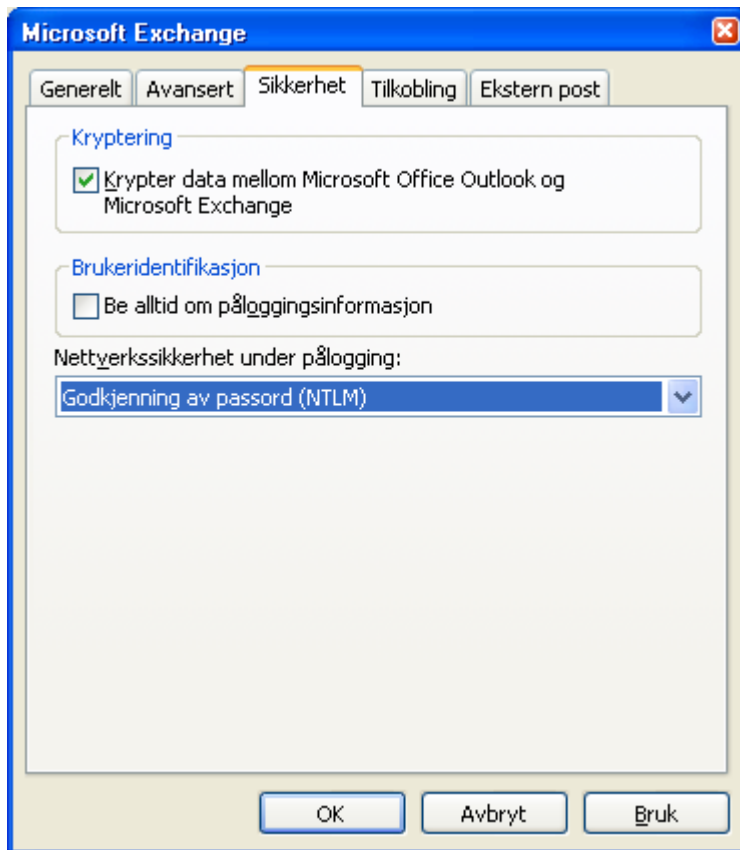 Microsoft Exchange
Generelt Avansert Sikkerhet Tilkobling Ekstern post
Kryptering
Krypter data mellom Microsoft Office Outlook og
Microsoft Exchange
Brukeridentifikasjon
Be alltid om påloggingsinformasjon
Nettverkssikkerhet under pålogging:
Godkjenning av passord (NTLM)
OK Avbryt Bruk